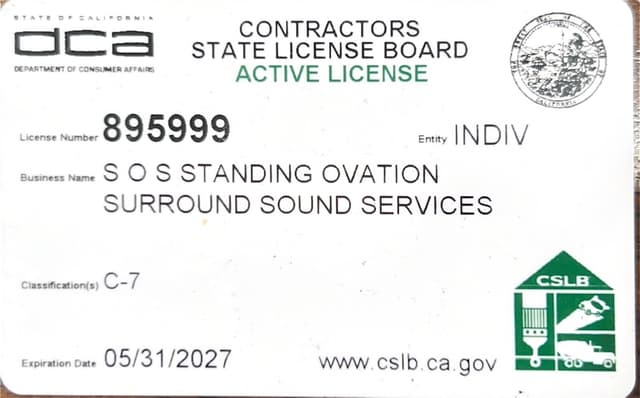 STATE OF CALIFORNIA
dca
DEPARTMENT OF CONSUMER AFFAIRS
CONTRACTORS
STATE LICENSE BOARD
ACTIVE LICENSE
License Number 895999
Entity INDIV
Business Name S O S STANDING OVATION
SURROUND SOUND SERVICES
Classification(s) C-7
CSLB
Expiration Date 05/31/2027
www.cslb.ca.gov